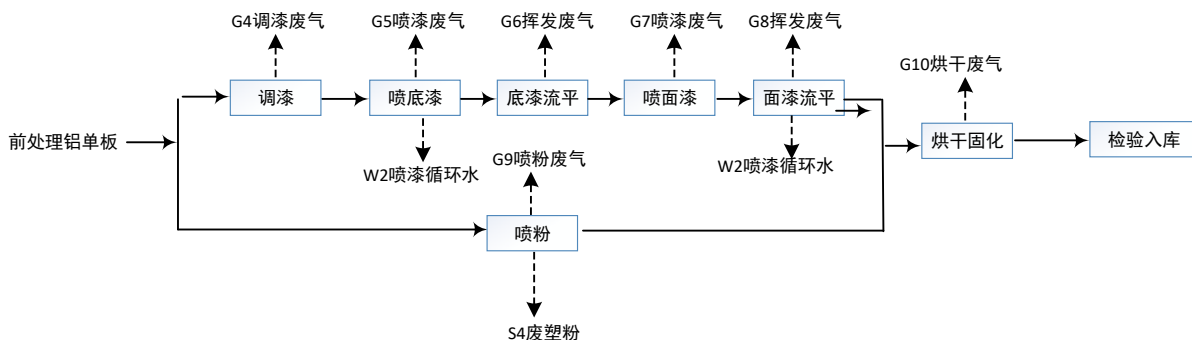 G4调漆废气
G5喷漆废气
G6挥发废气
G7喷漆废气
G8挥发废气
G10烘干废气
调漆
喷底漆
底漆流平
喷面漆
面漆流平
前处理铝单板
烘干固化
检验入库
W2喷漆循环水
G9喷粉废气
W2喷漆循环水
喷粉
S4废塑粉